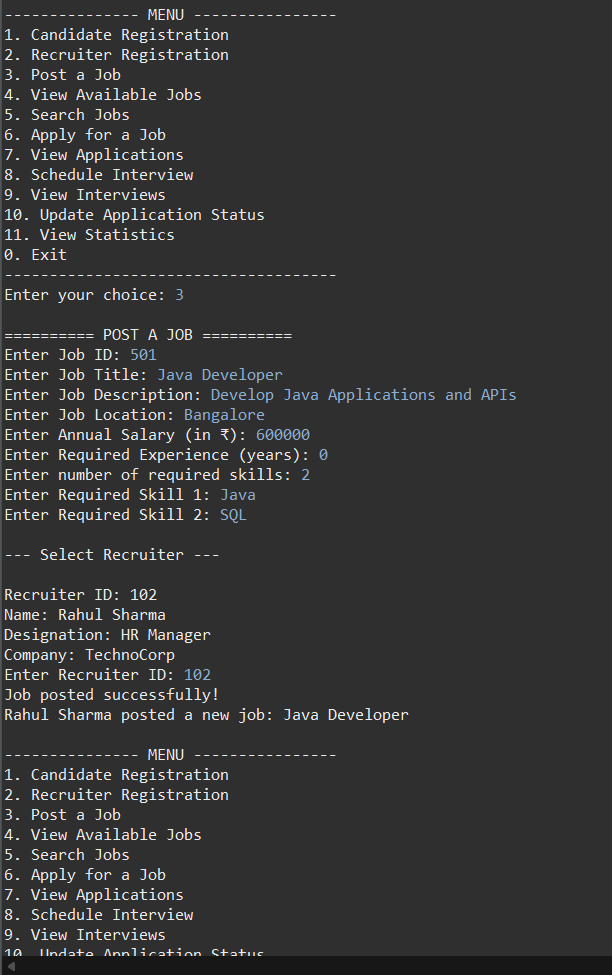 --------------- MENU ----------------
1. Candidate Registration
2. Recruiter Registration
3. Post a Job
4. View Available Jobs
5. Search Jobs
6. Apply for a Job
7. View Applications
8. Schedule Interview
9. View Interviews
10. Update Application Status
11. View Statistics
0. Exit
-------------------------------------
Enter your choice: 3

========== POST A JOB ==========
Enter Job ID: 501
Enter Job Title: Java Developer
Enter Job Description: Develop Java Applications and APIs
Enter Job Location: Bangalore
Enter Annual Salary (in ₹): 600000
Enter Required Experience (years): 0
Enter number of required skills: 2
Enter Required Skill 1: Java
Enter Required Skill 2: SQL

--- Select Recruiter ---

Recruiter ID: 102
Name: Rahul Sharma
Designation: HR Manager
Company: TechnoCorp
Enter Recruiter ID: 102
Job posted successfully!
Rahul Sharma posted a new job: Java Developer

--------------- MENU ----------------
1. Candidate Registration
2. Recruiter Registration
3. Post a Job
4. View Available Jobs
5. Search Jobs
6. Apply for a Job
7. View Applications
8. Schedule Interview
9. View Interviews
10. Update Application Status